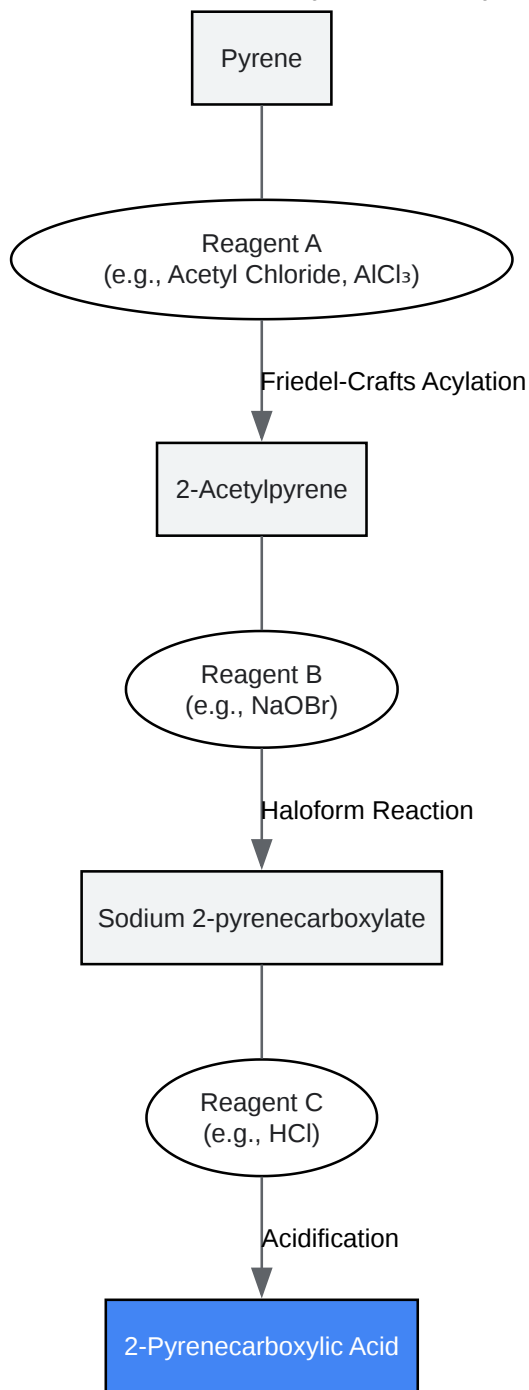 Pyrene
Reagent A
(e.g., Acetyl Chloride, AlCl₃)
Friedel-Crafts Acylation
2-Acetylpyrene
Reagent B
(e.g., NaOBr)
Haloform Reaction
Sodium 2-pyrenecarboxylate
Reagent C
(e.g., HCl)
Acidification
2-Pyrenecarboxylic Acid